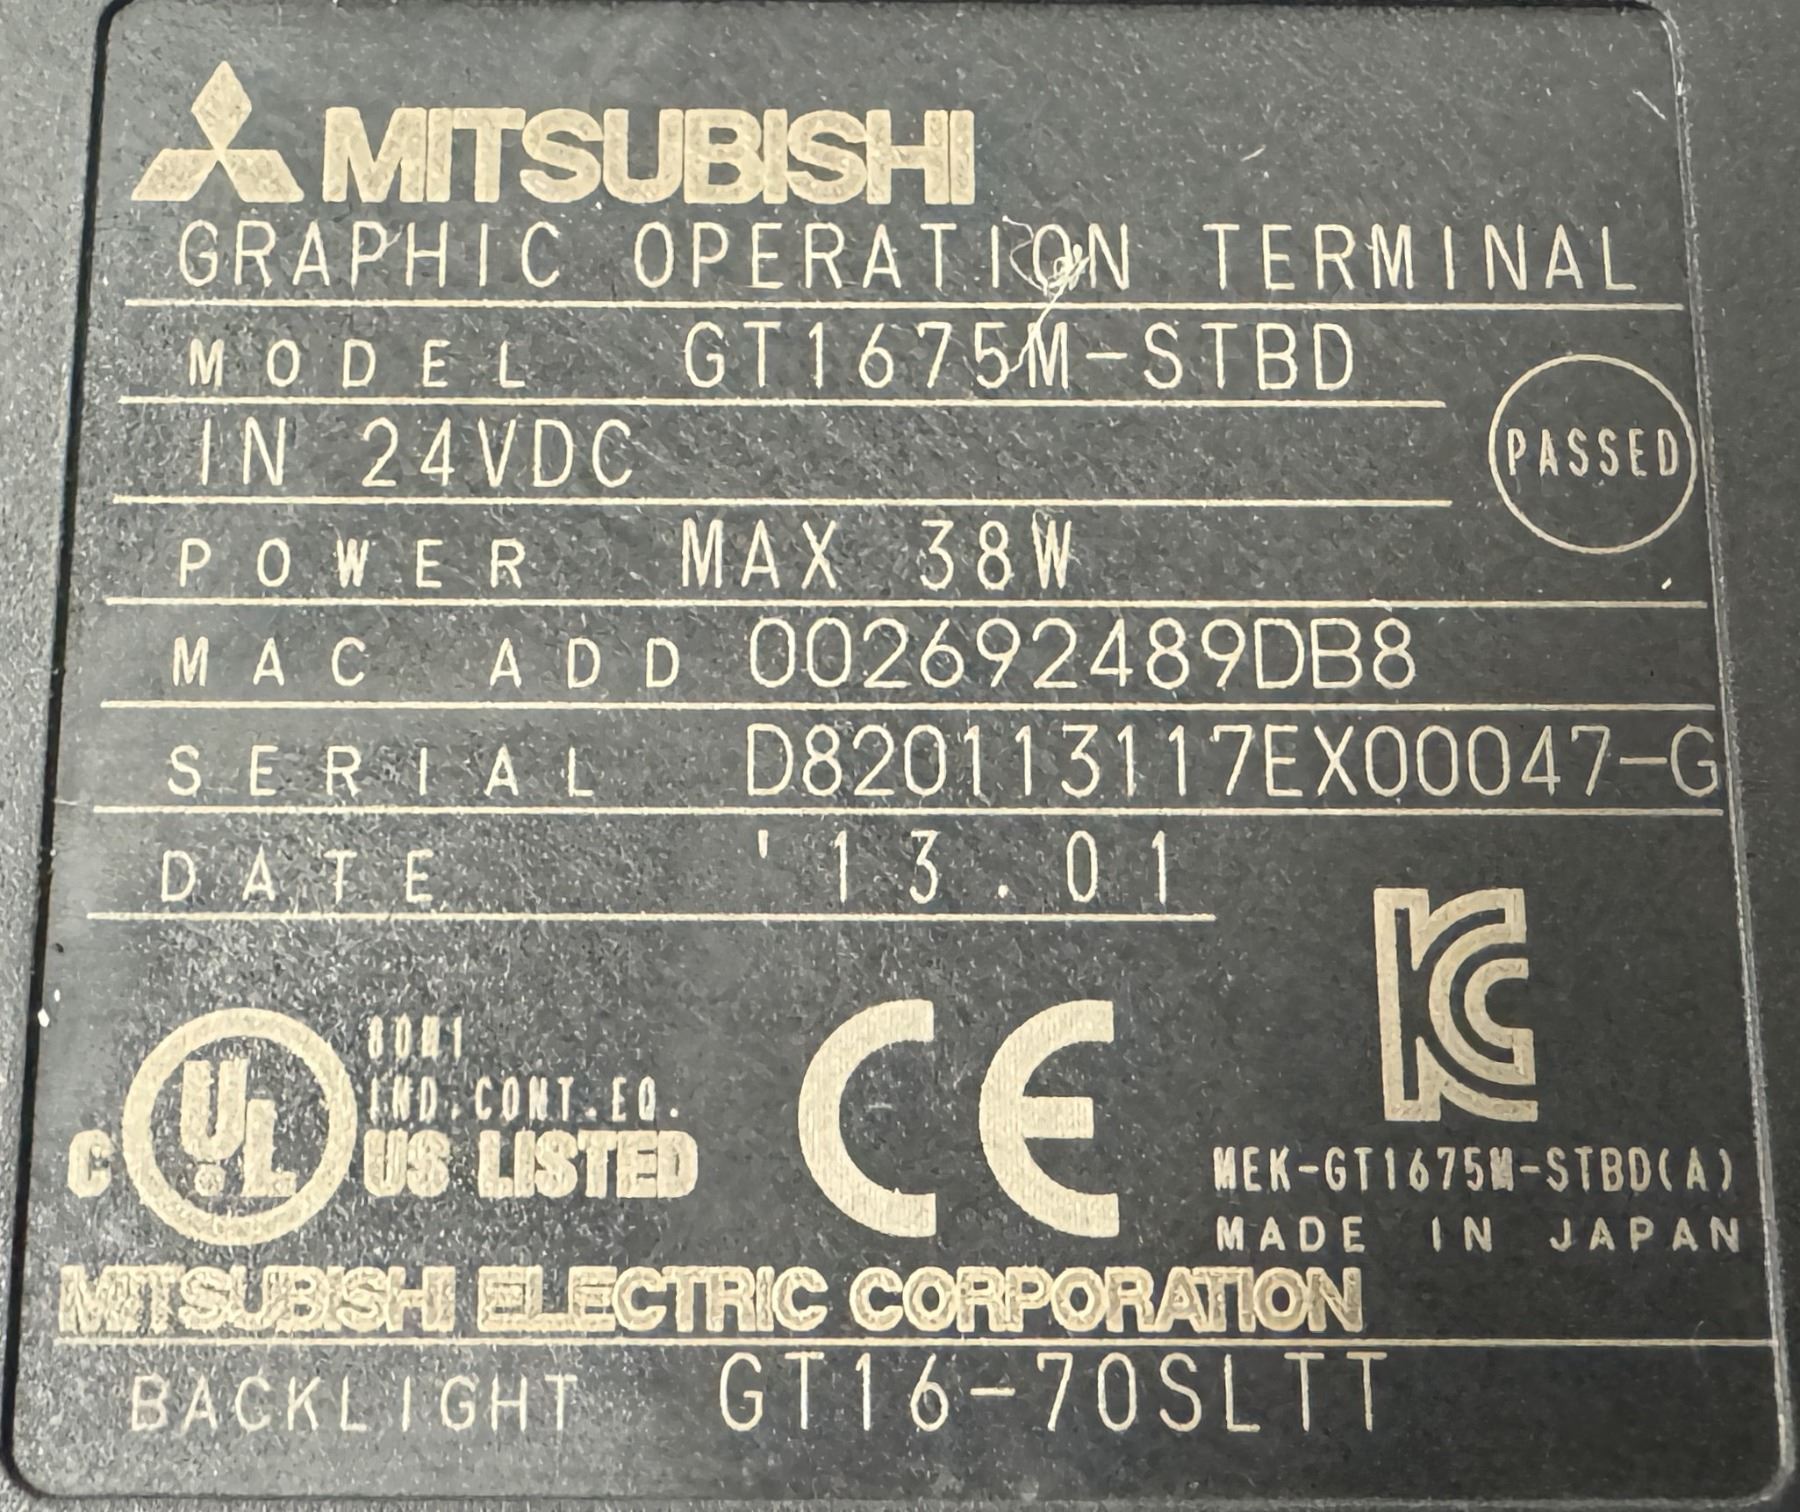 MITSUBISHI
GRAPHIC OPERATION TERMINAL
MODEL GT1675M-STBD
IN 24VDC
PASSED
POWER MAX 38W
MAC ADD 002692489DB8
SERIAL D820113117EX00047-G
DATE '13.01
KC
80M1
IND.CONT.EQ.
C UL US LISTED
CE
MEK-GT1675M-STBD(A)
MADE IN JAPAN
MITSUBISHI ELECTRIC CORPORATION
BACKLIGHT GT16-70SLTT